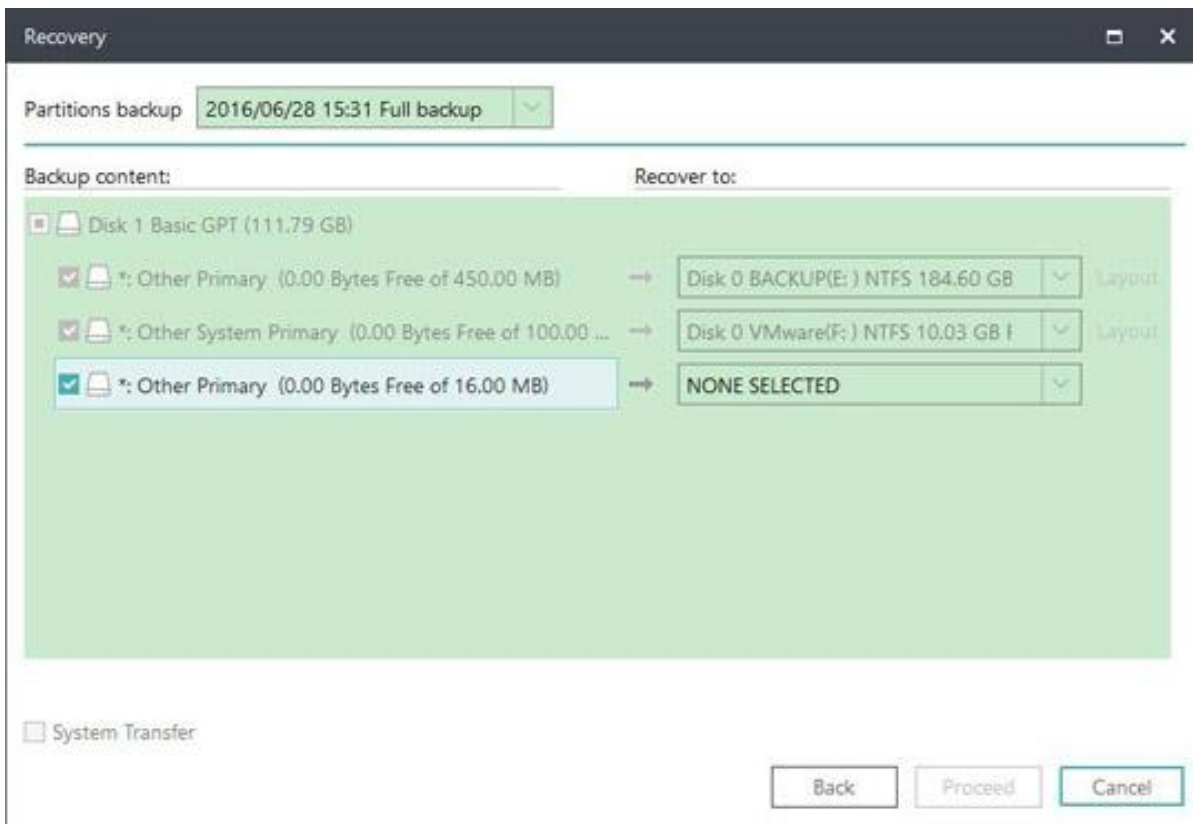 Recovery
Partitions backup 2016/06/28 15:31 Full backup
Backup content: Recover to:
Disk 1 Basic GPT (111.79 GB)
*: Other Primary (0.00 Bytes Free of 450.00 MB) → Disk 0 BACKUP(E: ) NTFS 184.60 GB Layout
*: Other System Primary (0.00 Bytes Free of 100.00 ... → Disk 0 VMware(F: ) NTFS 10.03 GB F Layout
*: Other Primary (0.00 Bytes Free of 16.00 MB) → NONE SELECTED
System Transfer
Back Proceed Cancel